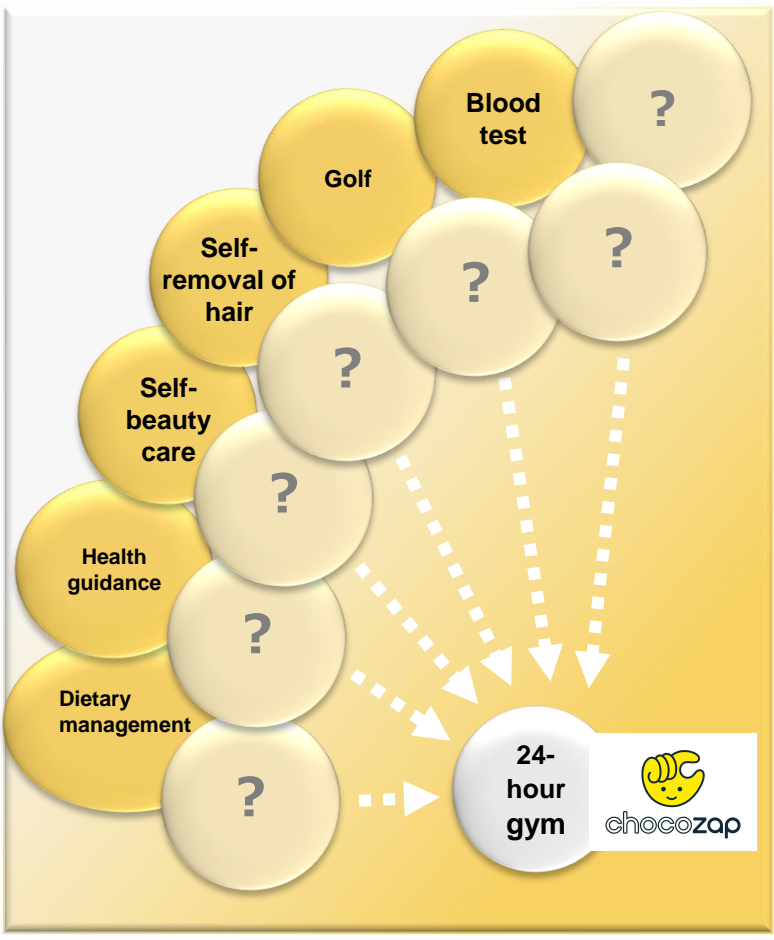 Blood
test
?
Golf
?
?
Self-
removal of
hair
?
Self-
beauty
care
?
Health
guidance
?
Dietary
management
?
24-
hour
gym
chocozap